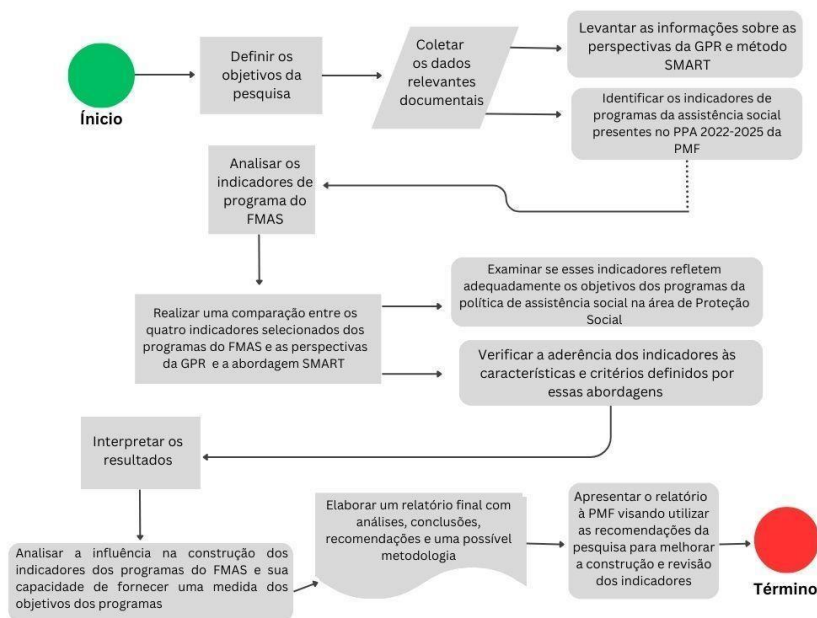 Ínicio
Definir os
objetivos da
pesquisa
Coletar
os dados
relevantes
documentais
Levantar as informações sobre as
perspectivas da GPR e método
SMART
Identificar os indicadores de
programas da assistência social
presentes no PPA 2022-2025 da
PMF
Analisar os
indicadores de
programa do
FMAS
Realizar uma comparação entre os
quatro indicadores selecionados dos
programas do FMAS e as perspectivas
da GPR e a abordagem SMART
Examinar se esses indicadores refletem
adequadamente os objetivos dos programas da
política de assistência social na área de Proteção
Social
Verificar a aderência dos indicadores às
características e critérios definidos por
essas abordagens
Interpretar os
resultados
Analisar a influência na construção dos
indicadores dos programas do FMAS e sua
capacidade de fornecer uma medida dos
objetivos dos programas
Elaborar um relatório final com
análises, conclusões,
recomendações e uma possível
metodologia
Apresentar o relatório
à PMF visando utilizar
as recomendações da
pesquisa para melhorar
a construção e revisão
dos indicadores
Término